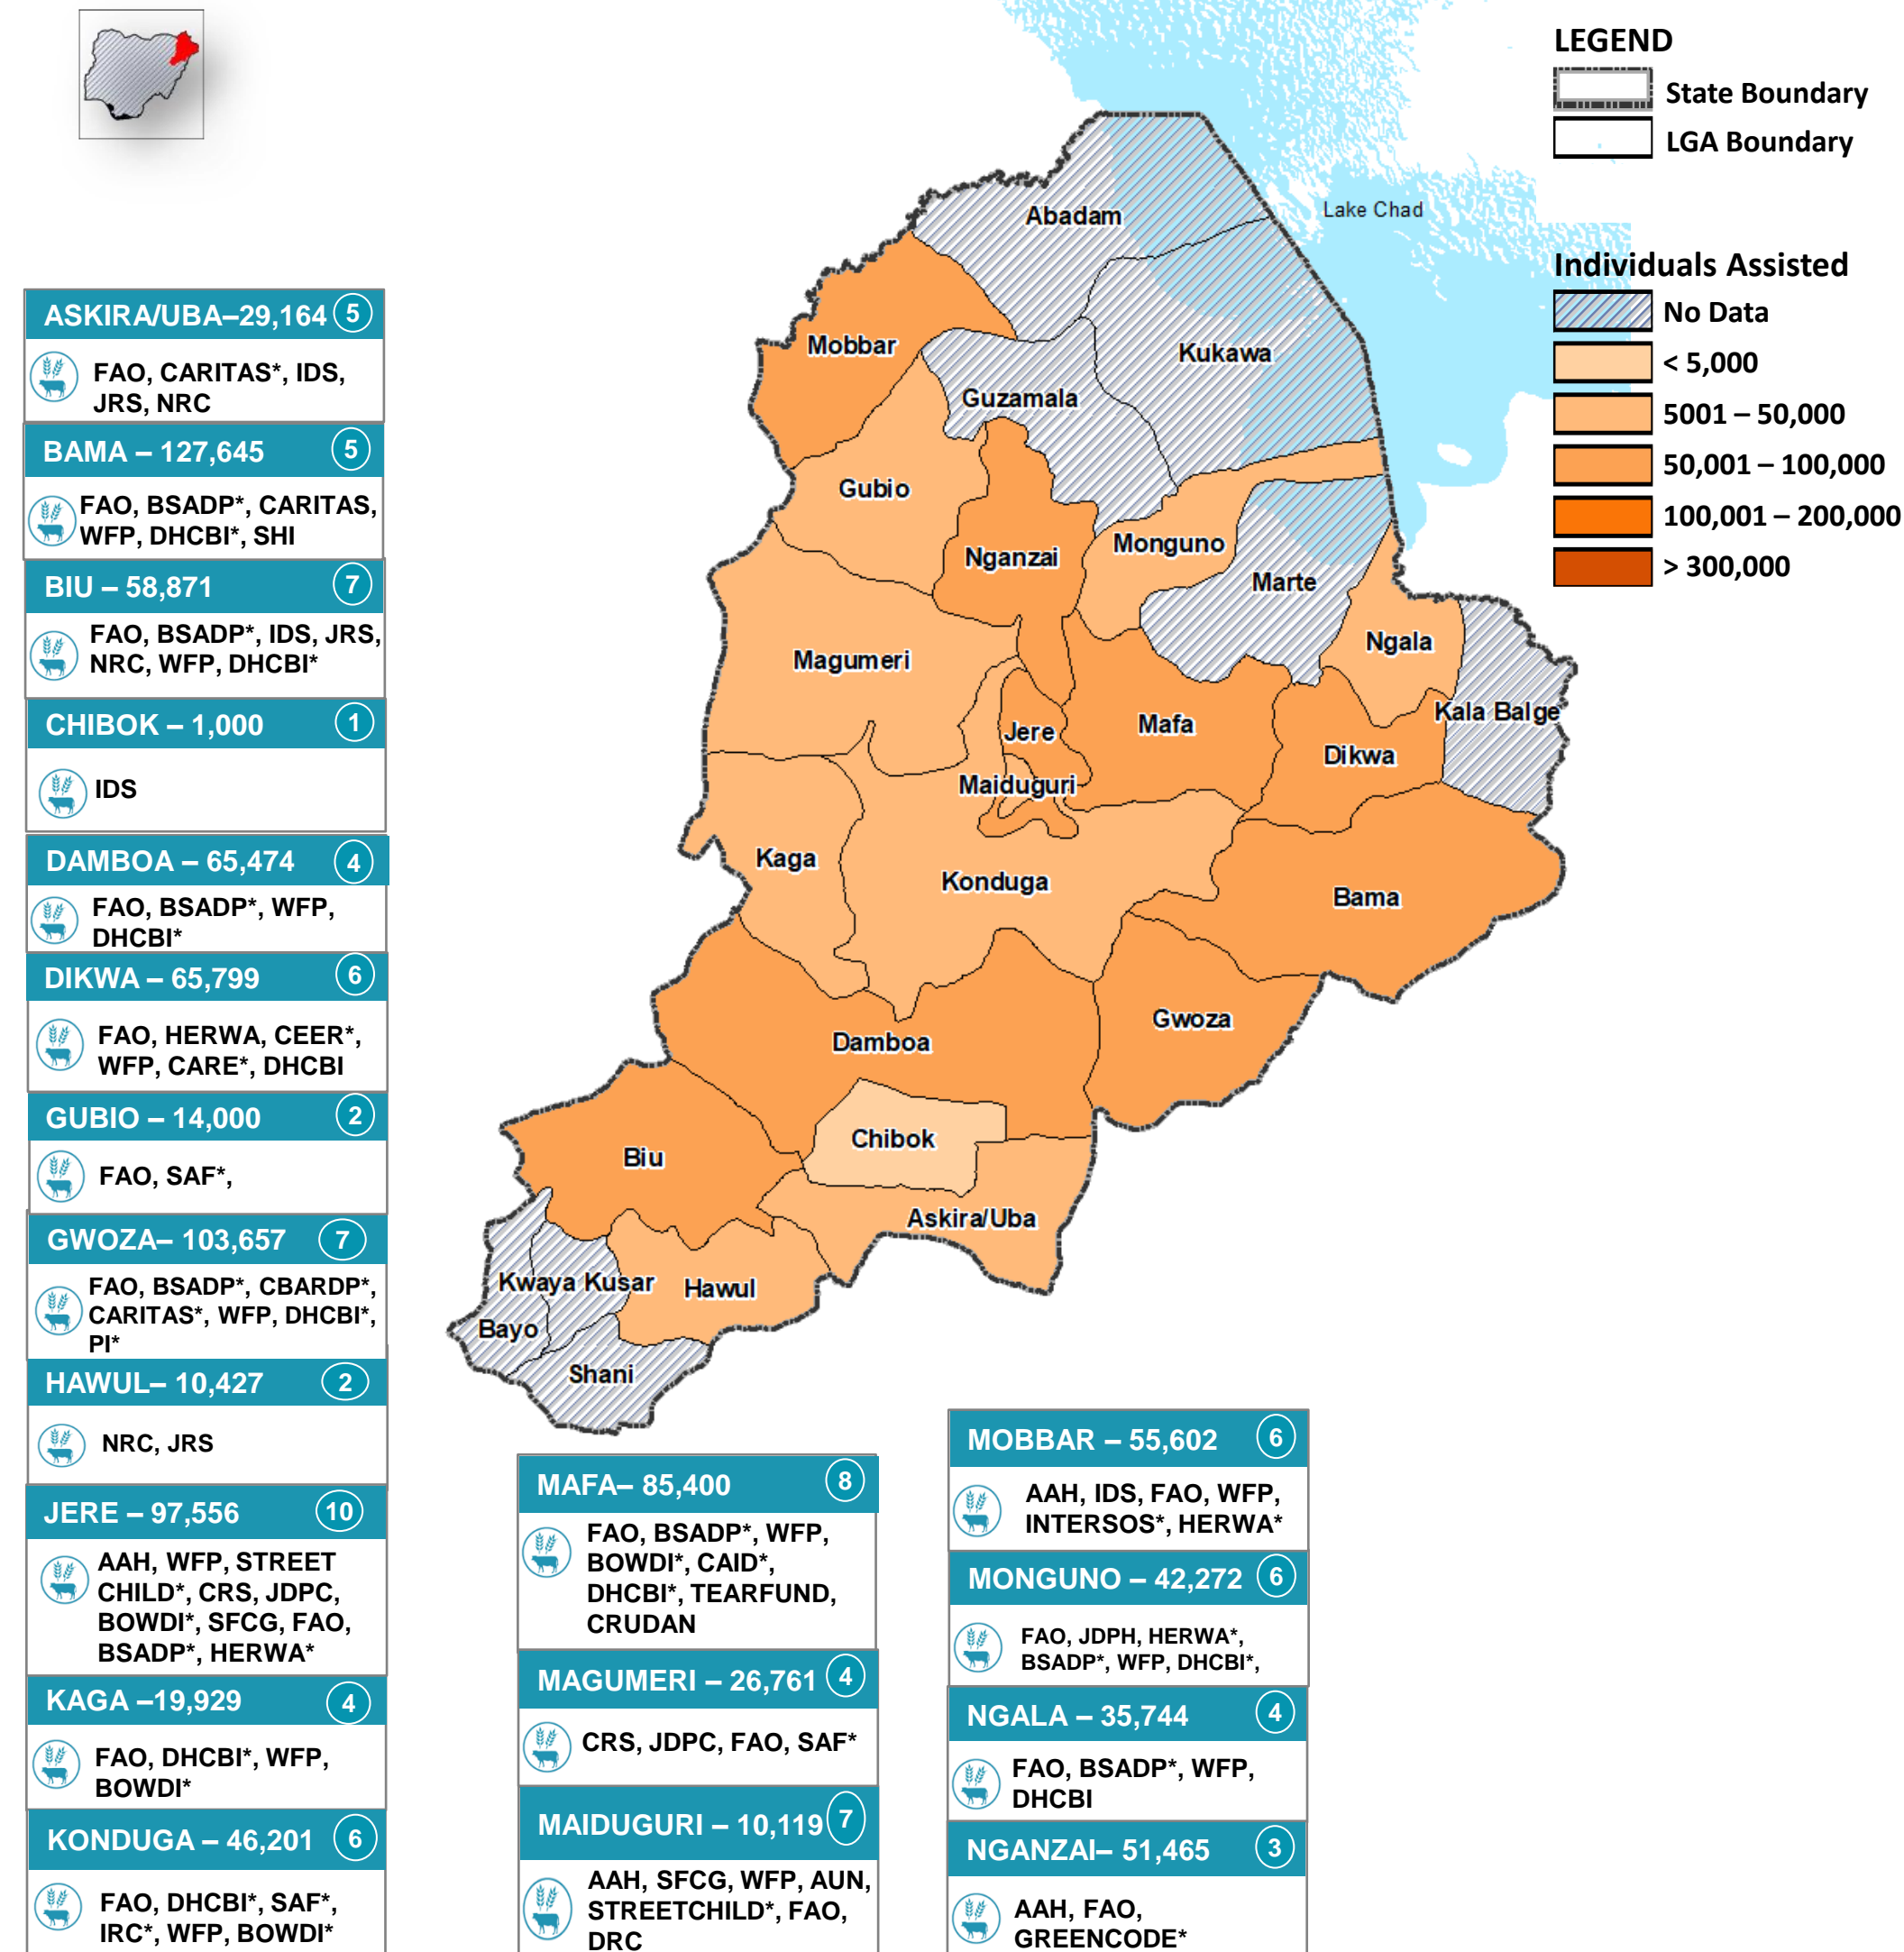 LEGEND
State Boundary
LGA Boundary
Lake Chad
Individuals Assisted
No Data
< 5,000
5001 – 50,000
50,001 – 100,000
100,001 – 200,000
> 300,000
Abadam
Mobbar
Kukawa
Guzamala
Gubio
Nganzai
Monguno
Marte
Ngala
Magumeri
Kala Balge
Jere
Mafa
Dikwa
Maiduguri
Kaga
Konduga
Bama
Gwoza
Damboa
Chibok
Biu
Askira/Uba
Kwaya Kusar
Hawul
Bayo
Shani
ASKIRA/UBA–29,164 5
FAO, CARITAS*, IDS,
JRS, NRC
BAMA – 127,645 5
FAO, BSADP*, CARITAS,
WFP, DHCBI*, SHI
BIU – 58,871 7
FAO, BSADP*, IDS, JRS,
NRC, WFP, DHCBI*
CHIBOK – 1,000 1
IDS
DAMBOA – 65,474 4
FAO, BSADP*, WFP,
DHCBI*
DIKWA – 65,799 6
FAO, HERWA, CEER*,
WFP, CARE*, DHCBI
GUBIO – 14,000 2
FAO, SAF*,
GWOZA– 103,657 7
FAO, BSADP*, CBARDP*,
CARITAS*, WFP, DHCBI*,
PI*
HAWUL– 10,427 2
NRC, JRS
JERE – 97,556 10
AAH, WFP, STREET
CHILD*, CRS, JDPC,
BOWDI*, SFCG, FAO,
BSADP*, HERWA*
KAGA –19,929 4
FAO, DHCBI*, WFP,
BOWDI*
KONDUGA – 46,201 6
FAO, DHCBI*, SAF*,
IRC*, WFP, BOWDI*
MAFA– 85,400 8
FAO, BSADP*, WFP,
BOWDI*, CAID*,
DHCBI*, TEARFUND,
CRUDAN
MAGUMERI – 26,761 4
CRS, JDPC, FAO, SAF*
MAIDUGURI – 10,119 7
AAH, SFCG, WFP, AUN,
STREETCHILD*, FAO,
DRC
MOBBAR – 55,602 6
AAH, IDS, FAO, WFP,
INTERSOS*, HERWA*
MONGUNO – 42,272 6
FAO, JDPH, HERWA*,
BSADP*, WFP, DHCBI*,
NGALA – 35,744 4
FAO, BSADP*, WFP,
DHCBI
NGANZAI– 51,465 3
AAH, FAO,
GREENCODE*